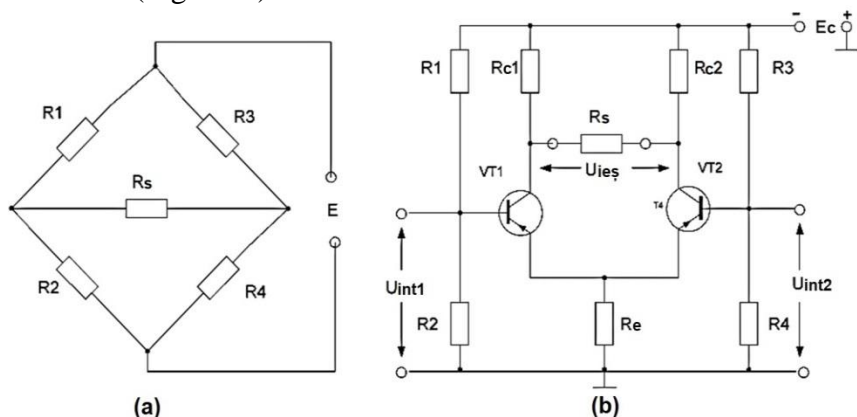 R1
R3
Rs
E
R2
R4
(a)
- Ec +
R1
Rc1
Rc2
R3
Rs
Uieş
VT1
VT2
T4
Uint1
Uint2
R2
Re
R4
(b)